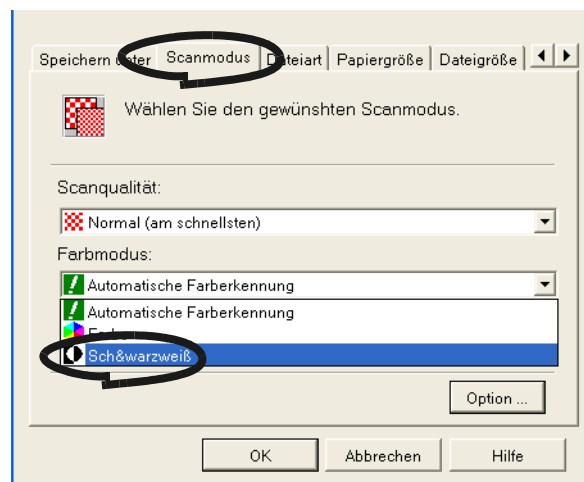 Speichern unter Scanmodus Dateiart Papiergröße Dateigröße
Wählen Sie den gewünshten Scanmodus.
Scanqualität:
Normal (am schnellsten)
Farbmodus:
Automatische Farberkennung
Automatische Farberkennung
Farbe
Sch&warzweiß
Option ...
OK Abbrechen Hilfe